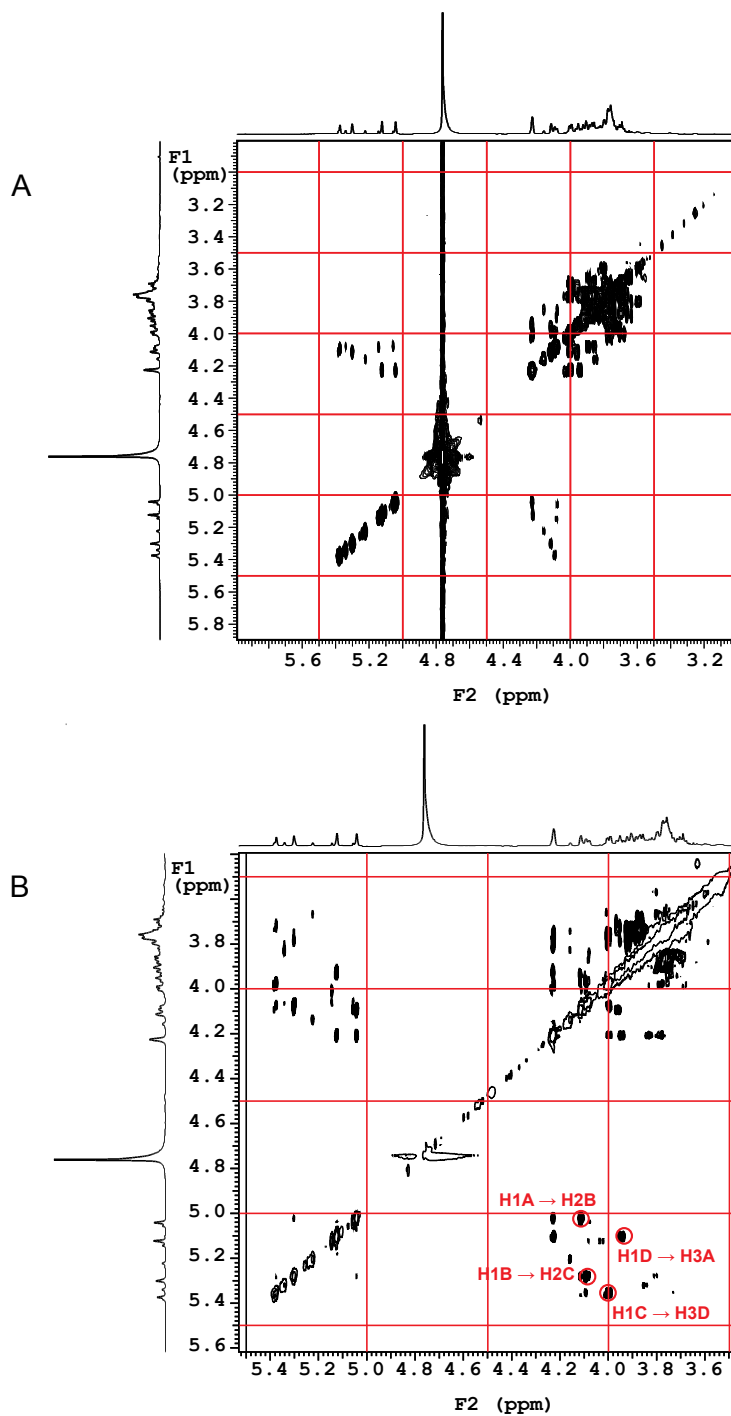 A
F1
(ppm)
3.2
3.4
3.6
3.8
4.0
4.2
4.4
4.6
4.8
5.0
5.2
5.4
5.6
5.8
5.6 5.2 4.8 4.4 4.0 3.6 3.2
F2 (ppm)
B
F1
(ppm)
3.8
4.0
4.2
4.4
4.6
4.8
5.0
5.2
5.4
5.6
H1A → H2B
H1D → H3A
H1B → H2C
H1C → H3D
5.4 5.2 5.0 4.8 4.6 4.4 4.2 4.0 3.8 3.6
F2 (ppm)